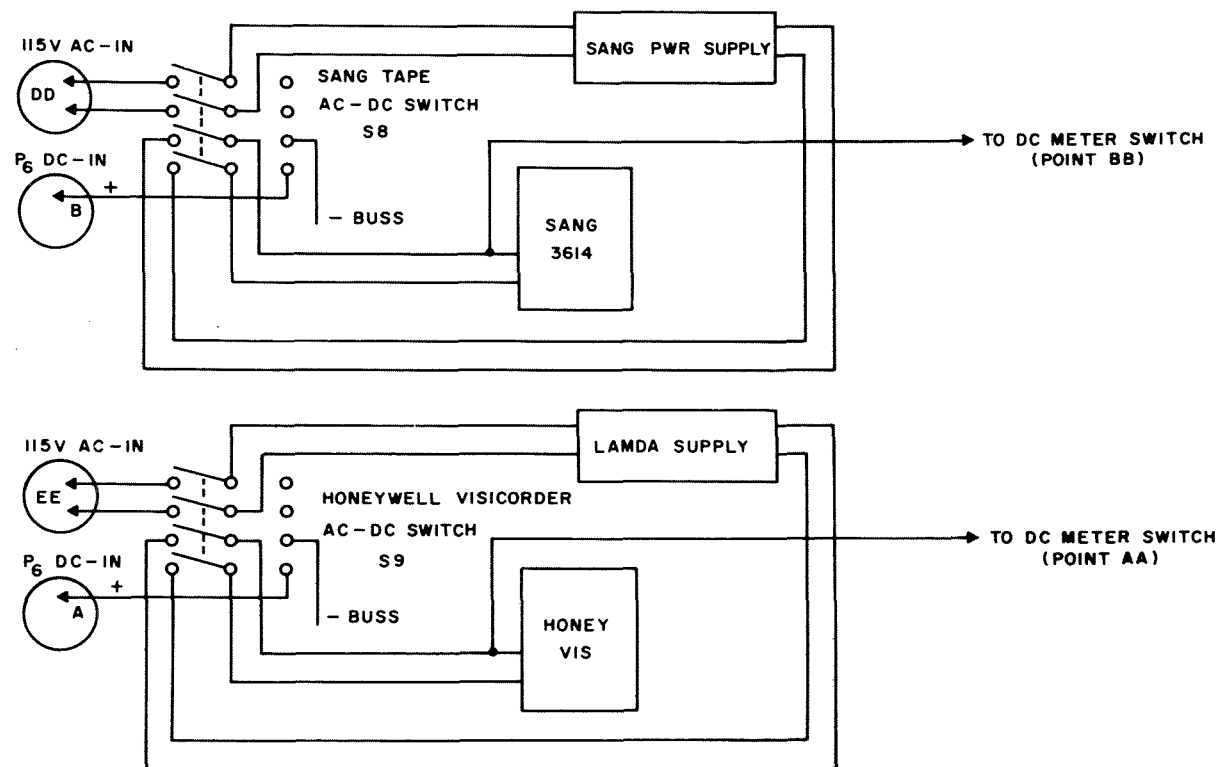 115V AC-IN
DD
P6 DC-IN
+
B
SANG TAPE
AC-DC SWITCH
S8
- BUSS
SANG PWR SUPPLY
SANG
3614
TO DC METER SWITCH
(POINT BB)
115V AC-IN
EE
P6 DC-IN
+
A
HONEYWELL VISICORDER
AC-DC SWITCH
S9
- BUSS
LAMDA SUPPLY
HONEY
VIS
TO DC METER SWITCH
(POINT AA)